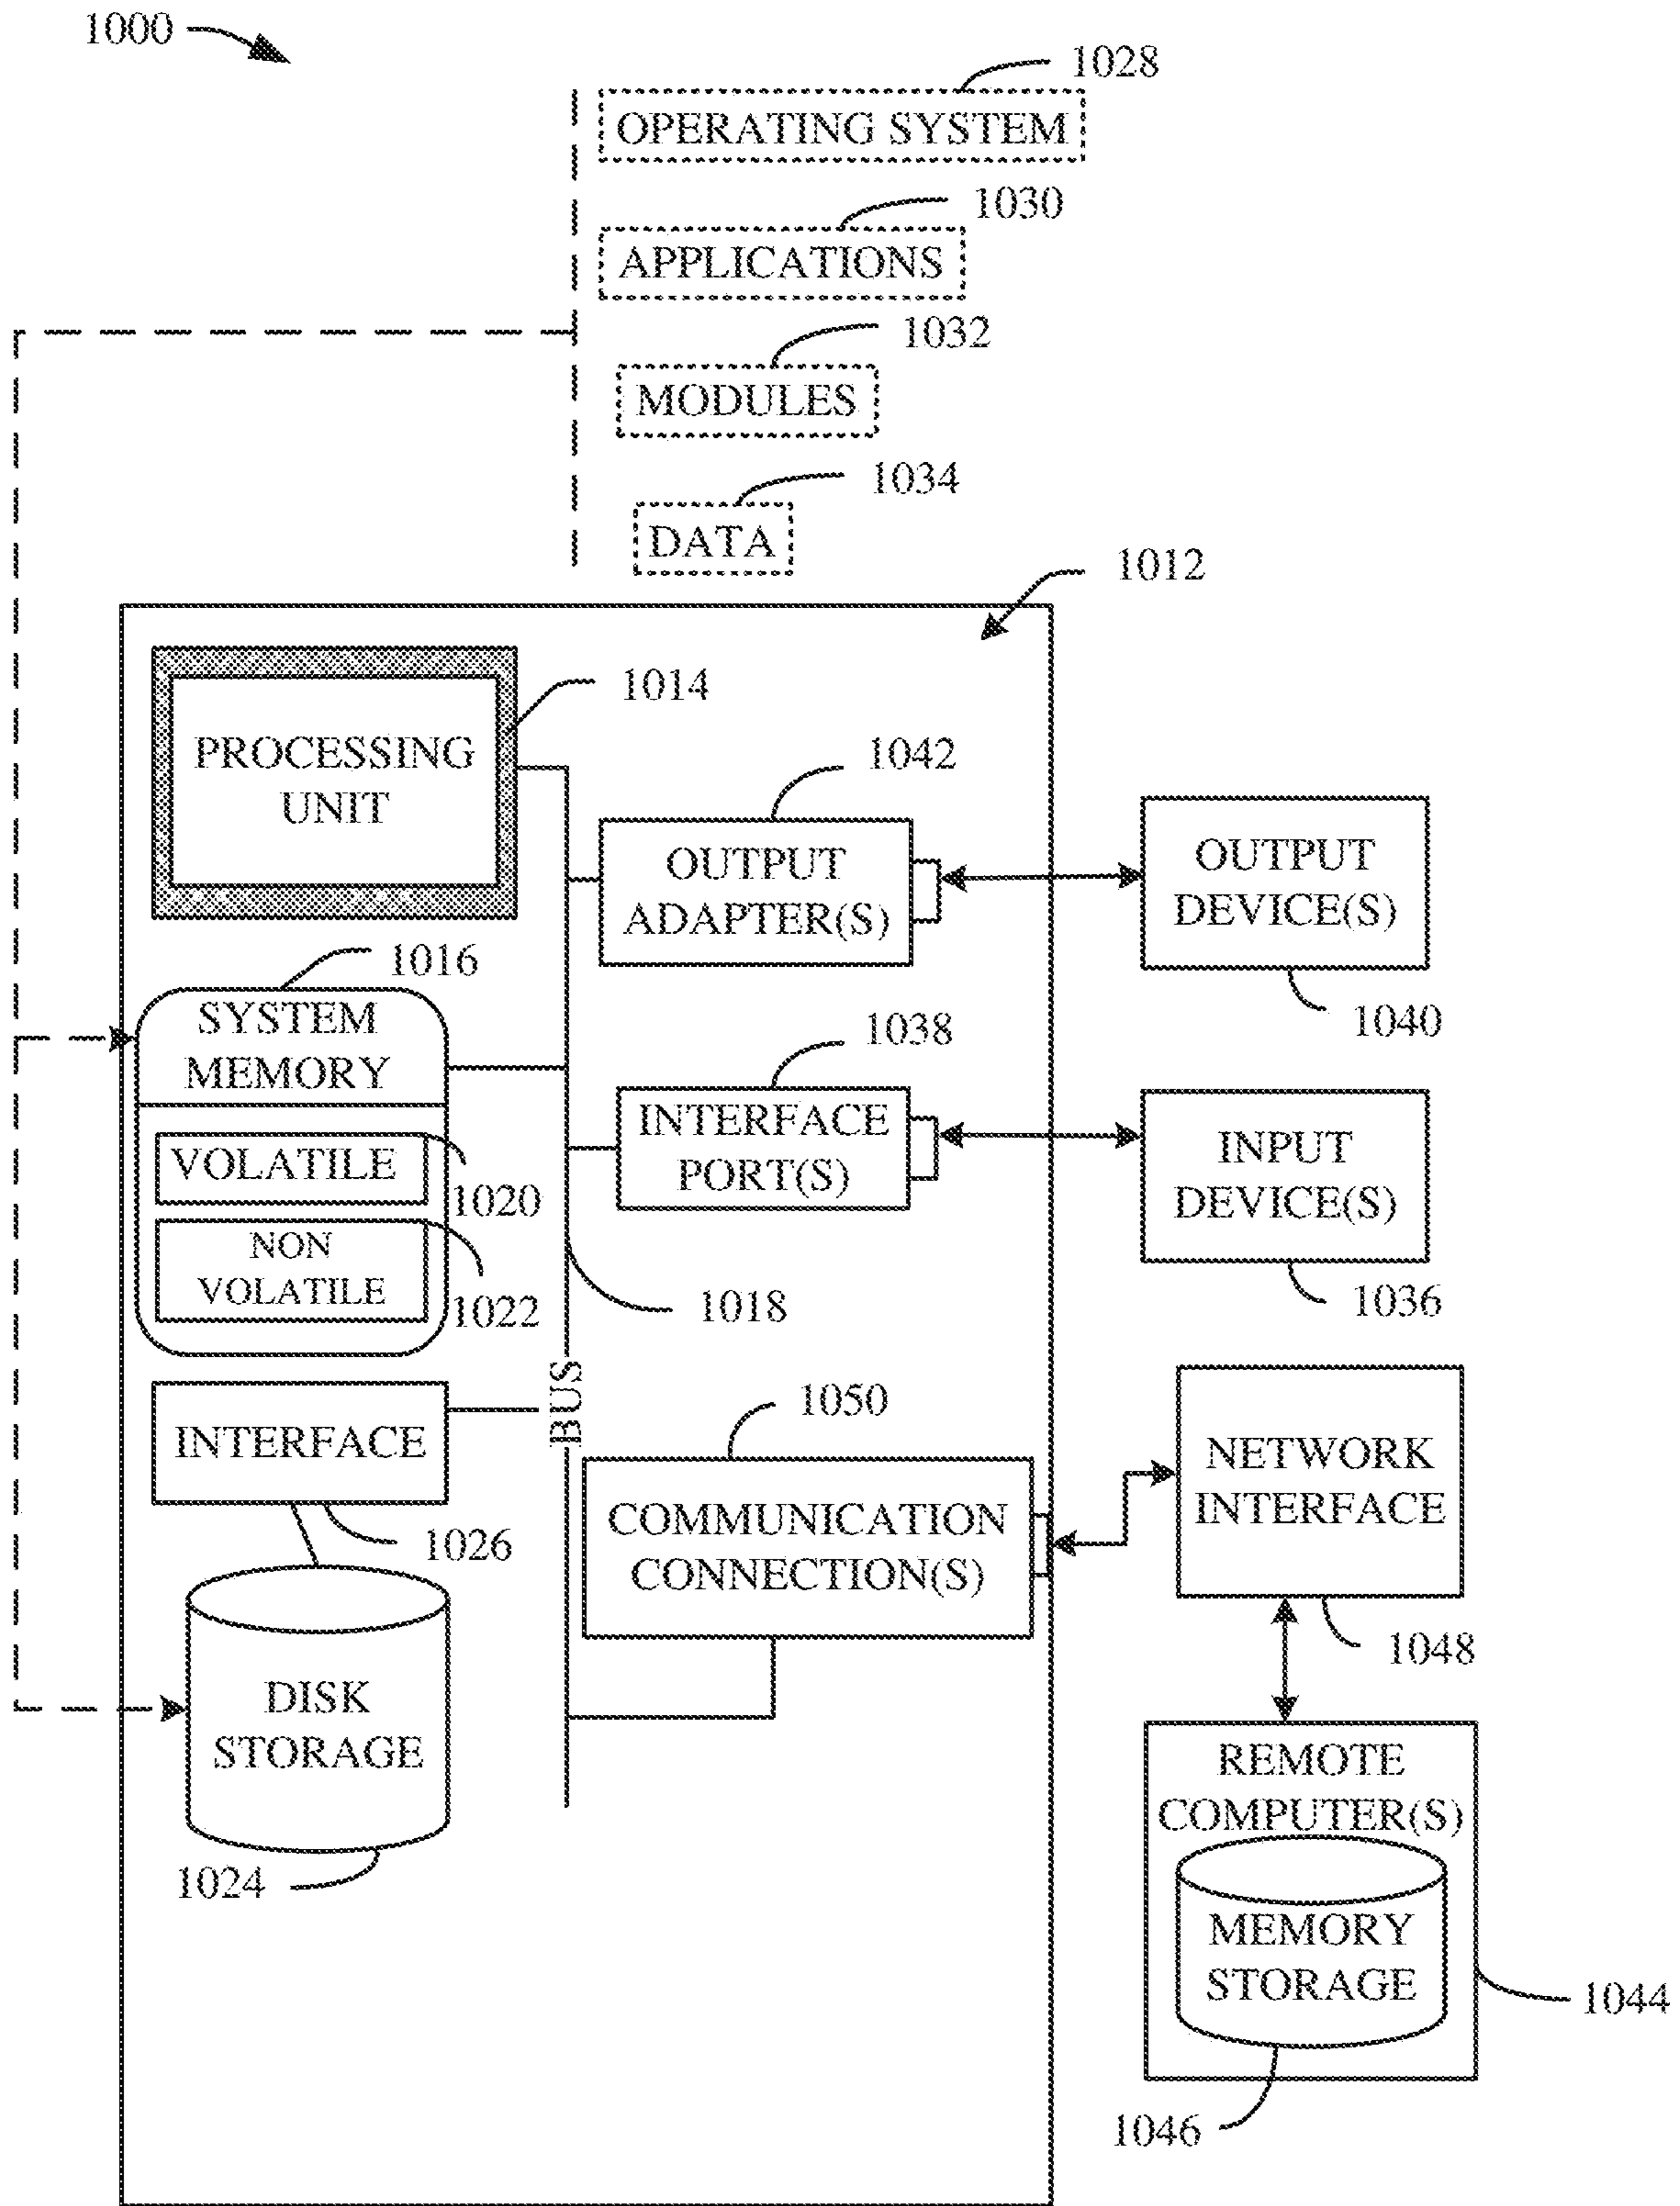 1000
1028
OPERATING SYSTEM
1030
APPLICATIONS
1032
MODULES
1034
DATA
1012
1014
PROCESSING
UNIT
1042
OUTPUT
ADAPTER(S)
OUTPUT
DEVICE(S)
1040
1016
SYSTEM
MEMORY
VOLATILE
1020
NON
VOLATILE
1022
1038
INTERFACE
PORT(S)
INPUT
DEVICE(S)
1036
1018
BUS
INTERFACE
1026
1050
COMMUNICATION
CONNECTION(S)
NETWORK
INTERFACE
1048
DISK
STORAGE
1024
REMOTE
COMPUTER(S)
MEMORY
STORAGE
1044
1046